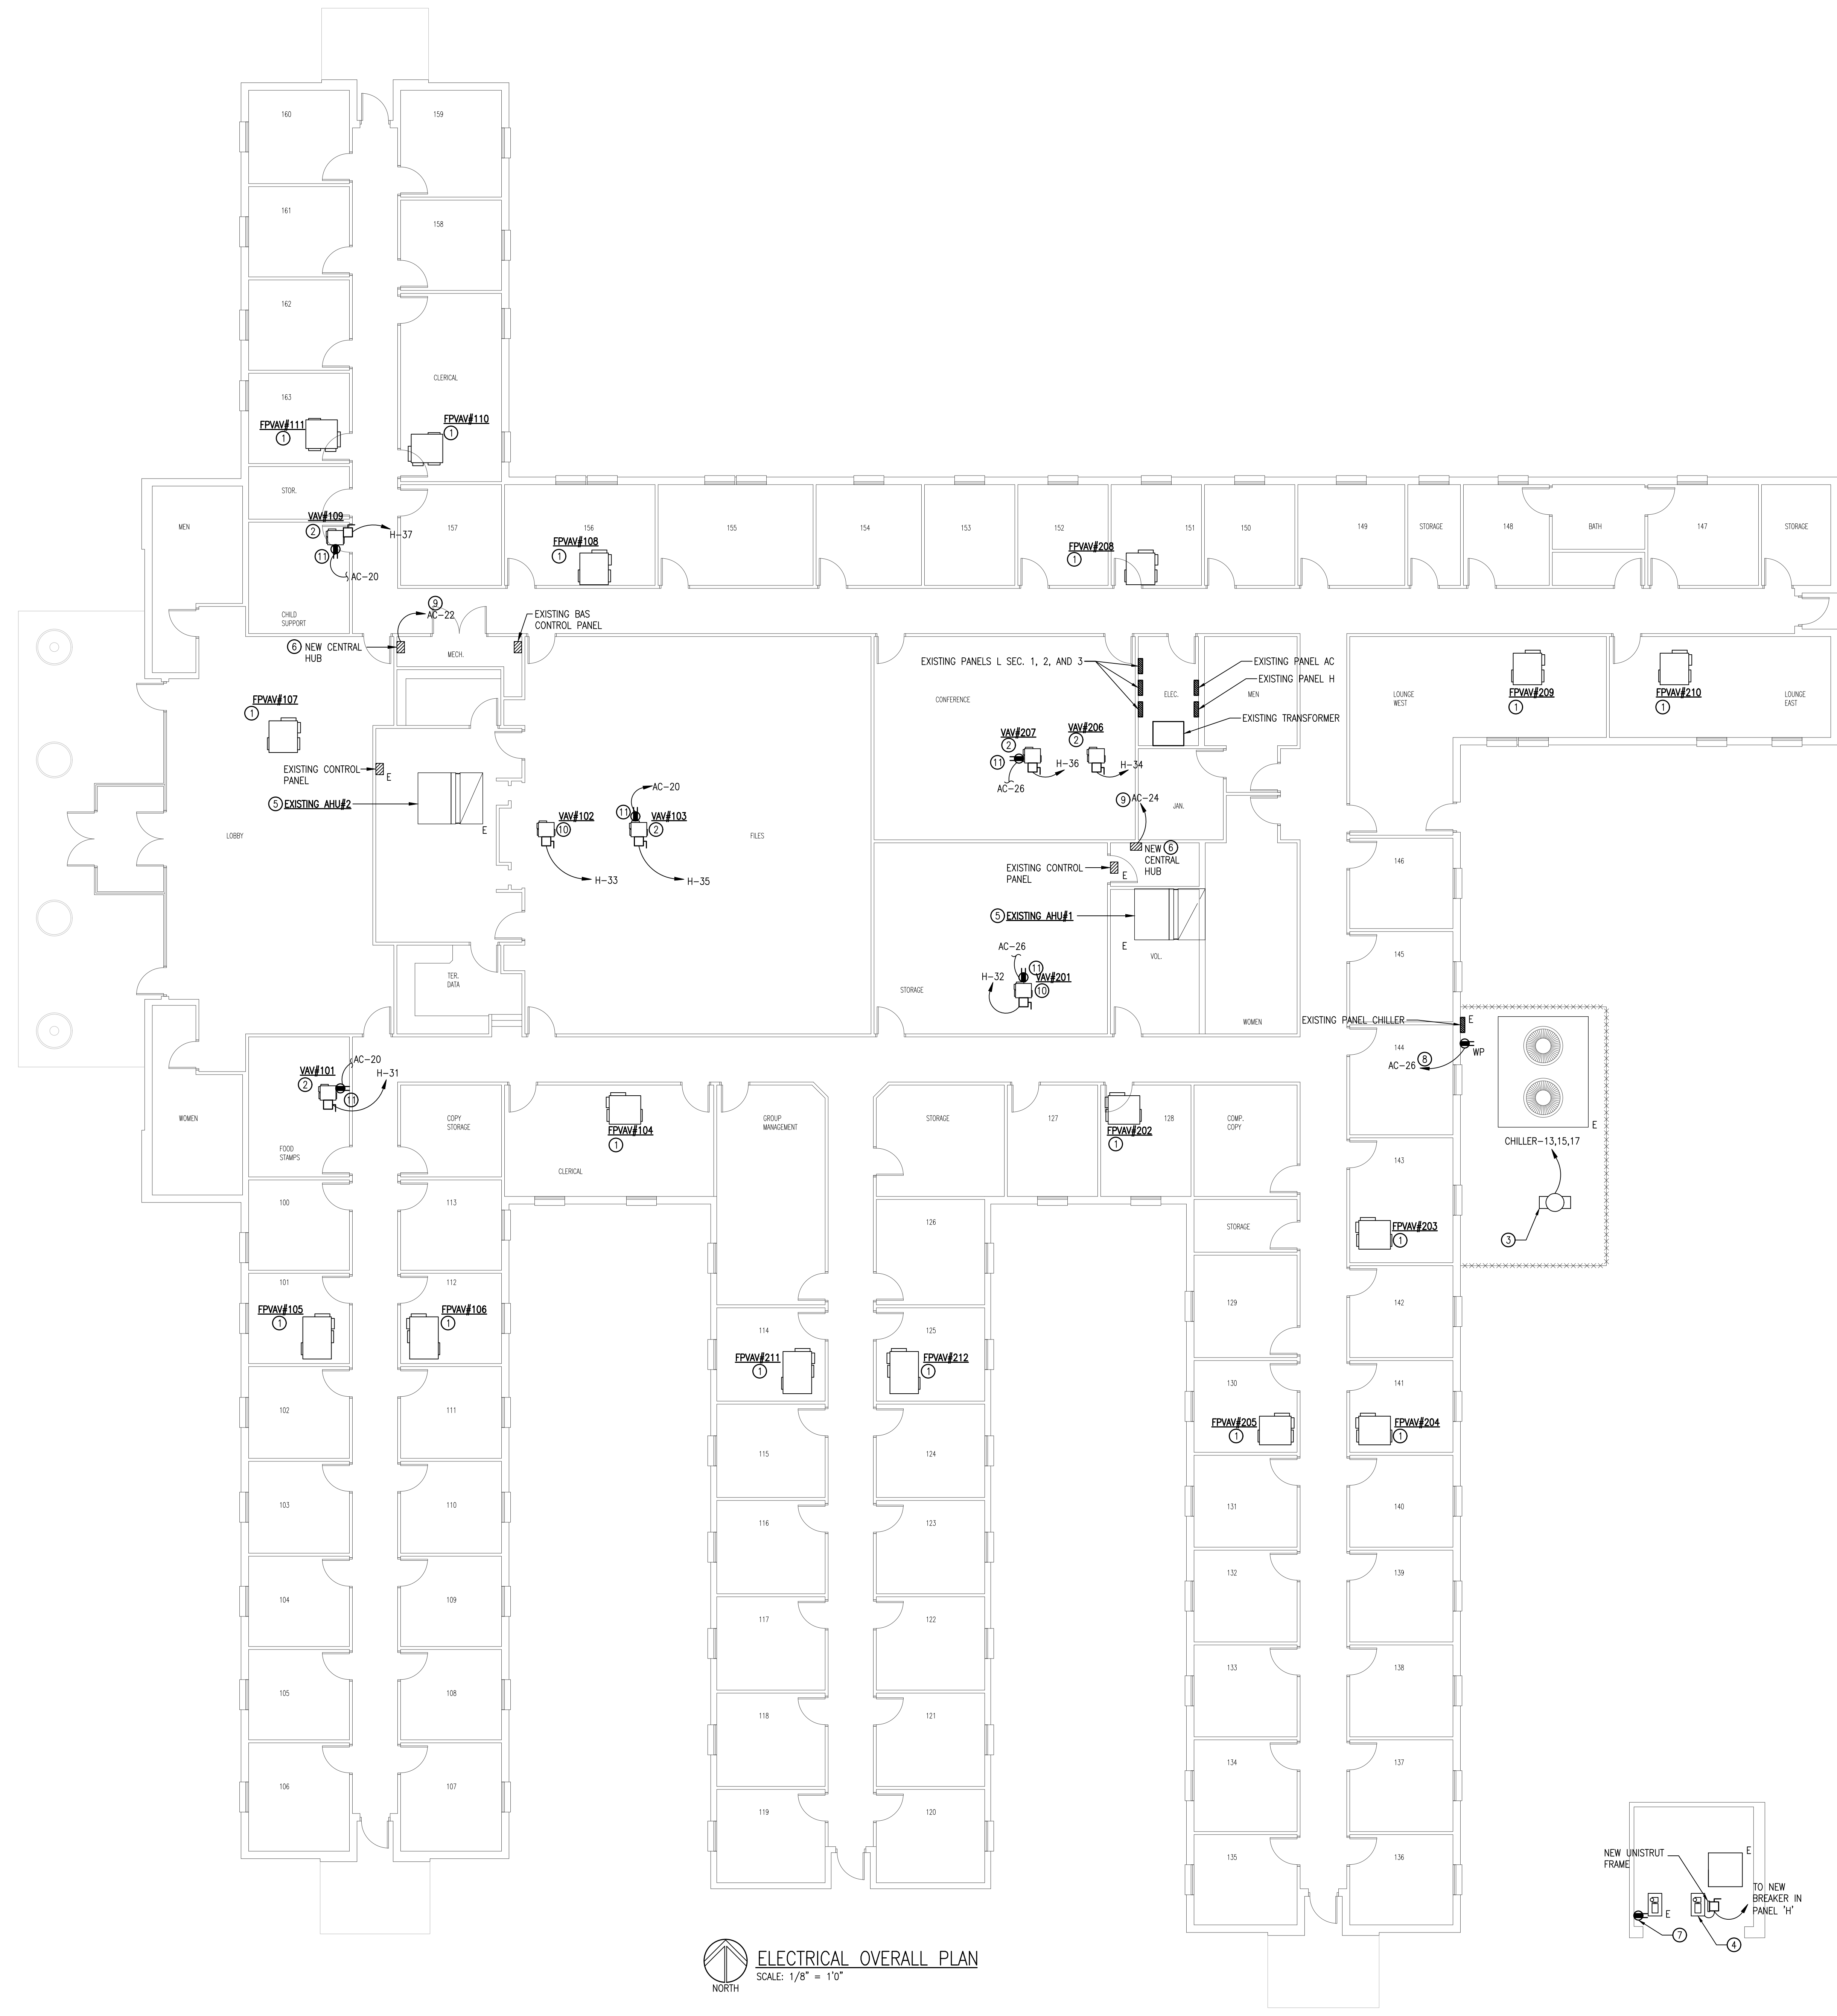 160
159
161
158
162
CLERICAL
163
FPVAV#111
1
FPVAV#110
1
STOR.
MEN
VAV#109
2
H-37
11
AC-20
157
156
FPVAV#108
1
155
154
153
152
FPVAV#208
1
151
150
149
STORAGE
148
BATH
147
STORAGE
CHILD
SUPPORT
9
AC-22
EXISTING BAS
CONTROL PANEL
6 NEW CENTRAL
HUB
MECH.
FPVAV#107
1
EXISTING CONTROL
PANEL
E
5 EXISTING AHU#2
E
LOBBY
VAV#102
10
H-33
AC-20
11
VAV#103
2
H-35
FILES
EXISTING PANELS L SEC. 1, 2, AND 3
CONFERENCE
ELEC.
EXISTING PANEL AC
EXISTING PANEL H
MEN
EXISTING TRANSFORMER
VAV#207
2
11
H-36
AC-26
VAV#206
2
H-34
9 AC-24
JAN.
NEW 6
CENTRAL
HUB
EXISTING CONTROL
PANEL
E
5 EXISTING AHU#1
E
VOL.
AC-26
H-32
11
VAV#201
10
STORAGE
WOMEN
LOUNGE
WEST
FPVAV#209
1
FPVAV#210
1
LOUNGE
EAST
146
145
EXISTING PANEL CHILLER
E
144
WP
8
AC-26
E
CHILLER-13,15,17
3
TER.
DATA
WOMEN
VAV#101
2
AC-20
H-31
11
FOOD
STAMPS
COPY
STORAGE
FPVAV#104
1
CLERICAL
GROUP
MANAGEMENT
STORAGE
127
FPVAV#202
1
128
COMP.
COPY
143
FPVAV#203
1
100
113
126
STORAGE
101
FPVAV#105
1
112
FPVAV#106
1
114
FPVAV#211
1
125
FPVAV#212
1
129
142
130
FPVAV#205
1
141
FPVAV#204
1
102
111
115
124
103
110
116
123
131
140
104
109
117
122
132
139
105
108
118
121
133
138
106
107
119
120
134
137
135
136
NEW UNISTRUT
FRAME
E
TO NEW
BREAKER IN
PANEL 'H'
E
7
4
NORTH
ELECTRICAL OVERALL PLAN
SCALE: 1/8" = 1'0"